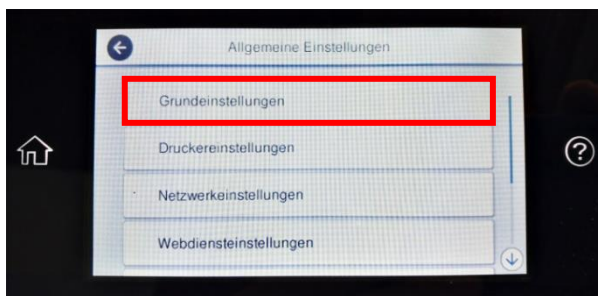 Allgemeine Einstellungen
Grundeinstellungen
Druckereinstellungen
Netzwerkeinstellungen
Webdiensteinstellungen